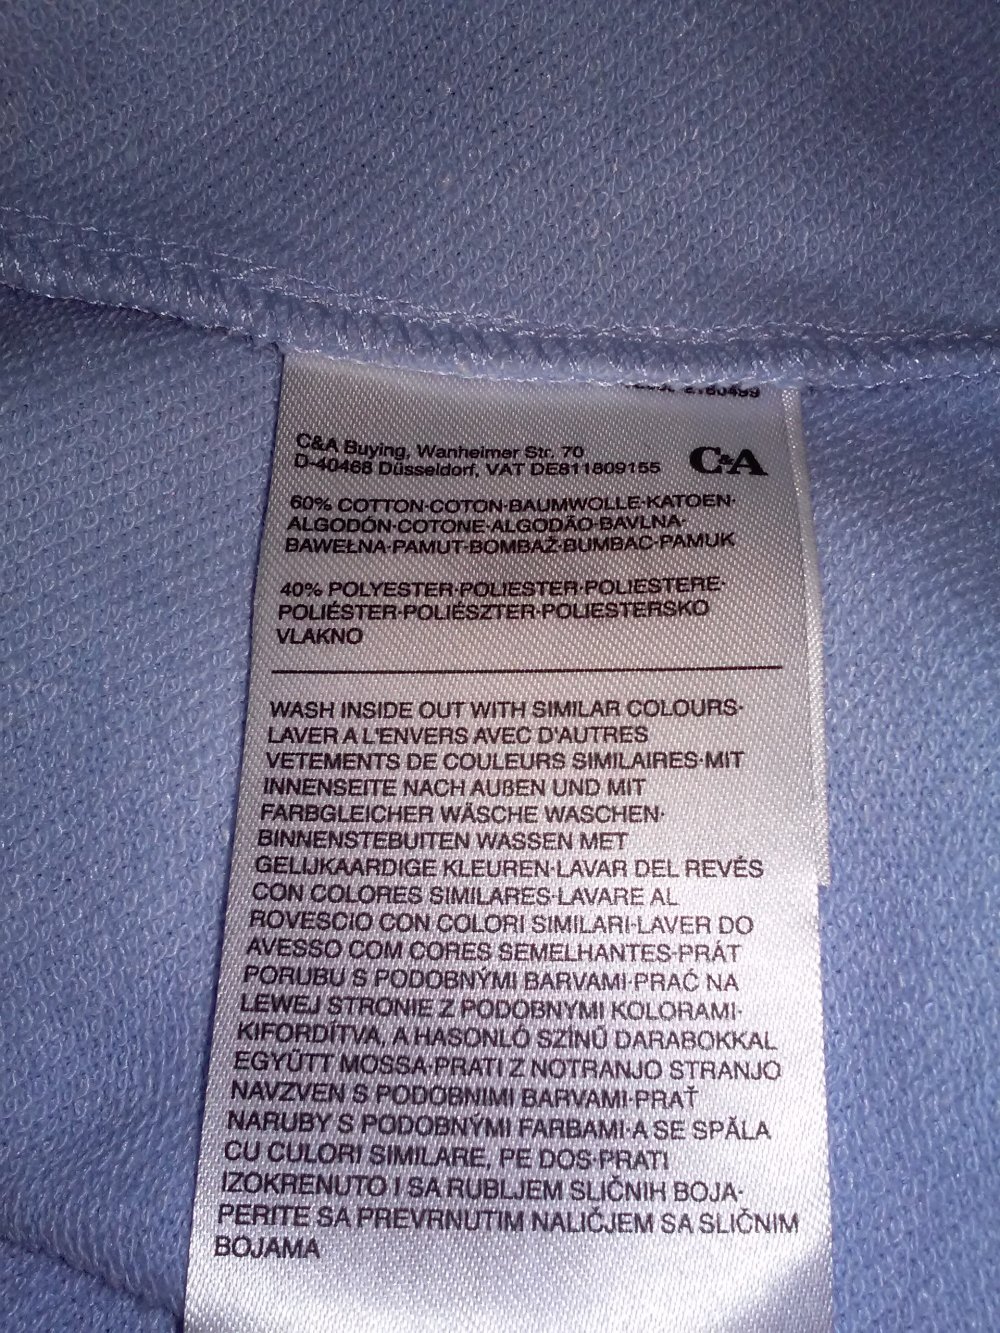 2180499
C&A Buying, Wanheimer Str. 70
D-40468 Düsseldorf, VAT DE811809155
C&A
60% COTTON·COTON·BAUMWOLLE·KATOEN·
ALGODÓN·COTONE·ALGODÃO·BAVLNA·
BAWEŁNA·PAMUT·BOMBAŽ·BUMBAC·PAMUK
40% POLYESTER·POLIESTER·POLIESTERE·
POLIÉSTER·POLIÉSZTER·POLIESTERSKO
VLAKNO
WASH INSIDE OUT WITH SIMILAR COLOURS·
LAVER A L'ENVERS AVEC D'AUTRES
VETEMENTS DE COULEURS SIMILAIRES·MIT
INNENSEITE NACH AUßEN UND MIT
FARBGLEICHER WÄSCHE WASCHEN·
BINNENSTEBUITEN WASSEN MET
GELIJKAARDIGE KLEUREN·LAVAR DEL REVÉS
CON COLORES SIMILARES·LAVARE AL
ROVESCIO CON COLORI SIMILARI·LAVER DO
AVESSO COM CORES SEMELHANTES·PRÁT
PORUBU S PODOBNÝMI BARVAMI·PRAĆ NA
LEWEJ STRONIE Z PODOBNYMI KOLORAMI·
KIFORDÍTVA, A HASONLÓ SZÍNŰ DARABOKKAL
EGYÜTT MOSSA·PRATI Z NOTRANJO STRANJO
NAVZVEN S PODOBNIMI BARVAMI·PRAŤ
NARUBY S PODOBNÝMI FARBAMI·A SE SPĂLA
CU CULORI SIMILARE, PE DOS·PRATI
IZOKRENUTO I SA RUBLJEM SLIČNIH BOJA·
PERITE SA PREVRNUTIM NALIČJEM SA SLIČNIM
BOJAMA